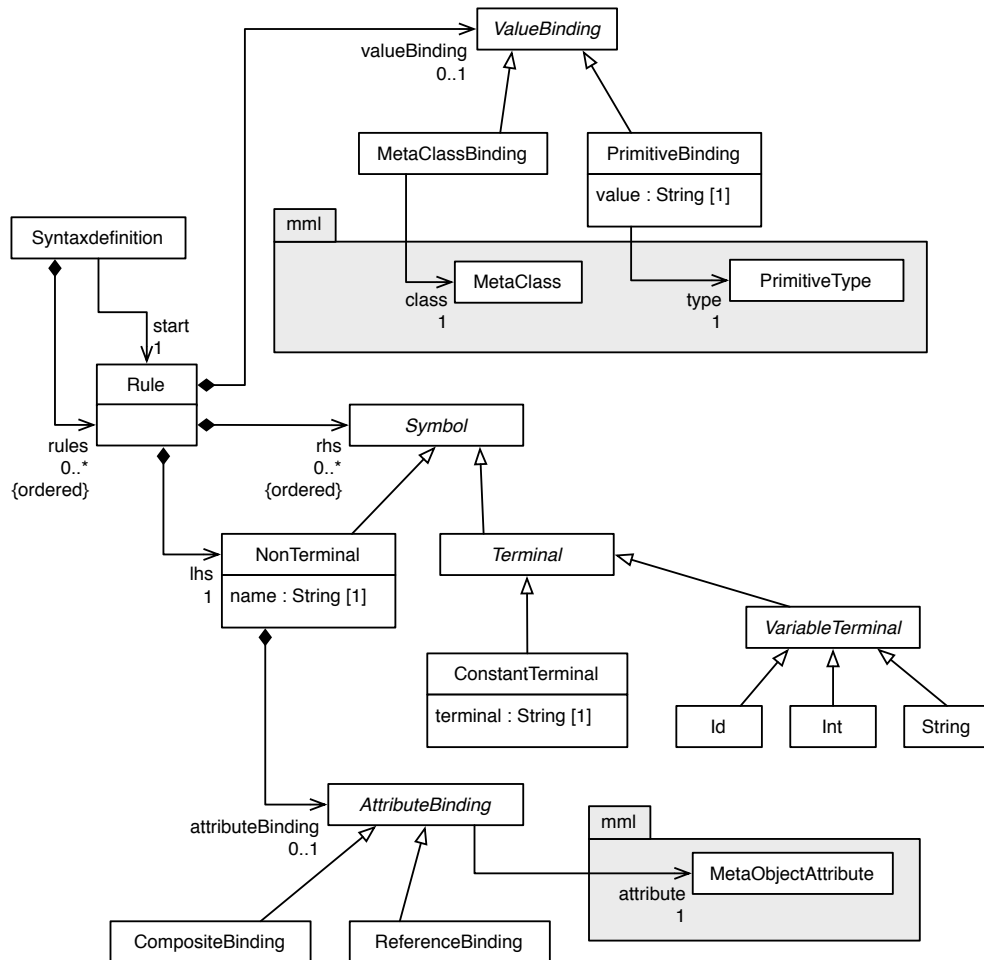 ValueBinding
valueBinding
0..1
MetaClassBinding
PrimitiveBinding
value : String [1]
mml
Syntaxdefinition
MetaClass
PrimitiveType
class
1
type
1
start
1
Rule
Symbol
rules
0..*
{ordered}
rhs
0..*
{ordered}
NonTerminal
Terminal
lhs
1
name : String [1]
VariableTerminal
ConstantTerminal
terminal : String [1]
Id
Int
String
AttributeBinding
attributeBinding
0..1
mml
MetaObjectAttribute
attribute
1
CompositeBinding
ReferenceBinding